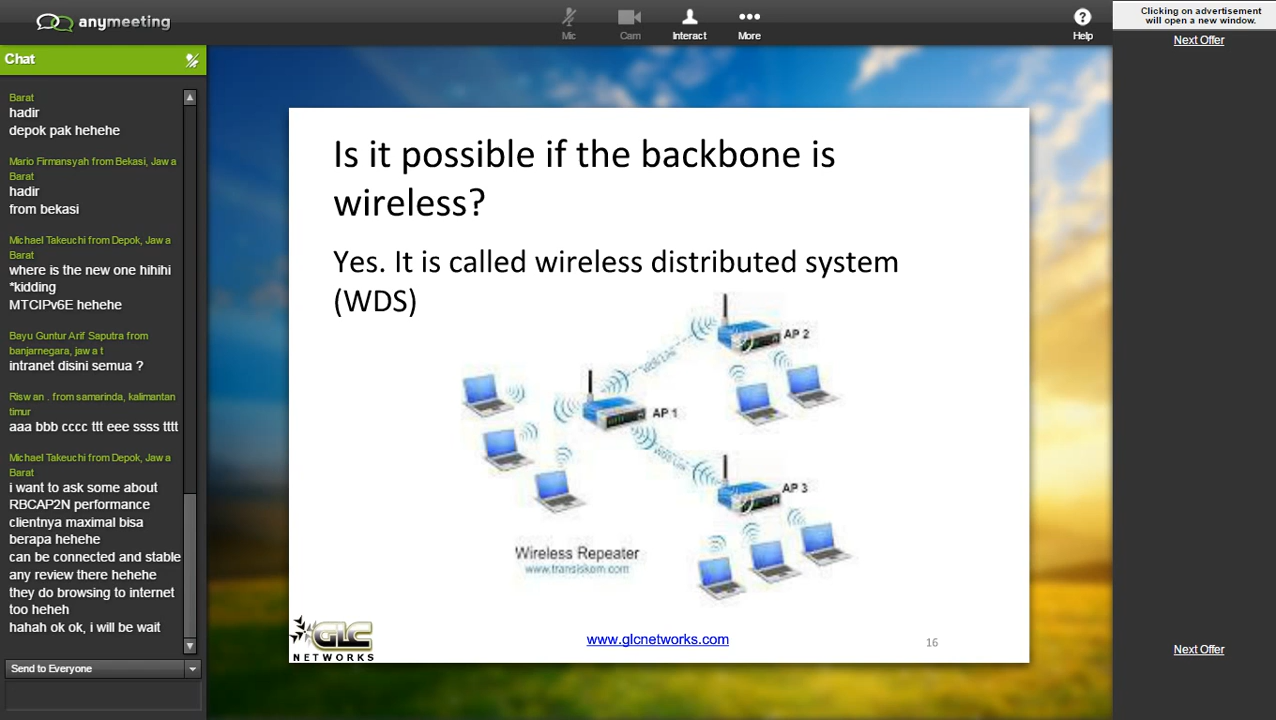 anymeeting
Mic
Cam
Interact
More
Help
Clicking on advertisement
will open a new window.
Next Offer
Chat
Barat
hadir
depok pak hehehe
Mario Firmansyah from Bekasi, Jawa
Barat
hadir
from bekasi
Michael Takeuchi from Depok, Jawa
Barat
where is the new one hihihi
*kidding
MTCIPv6E hehehe
Bayu Guntur Arif Saputra from
banjarnegara, jawa t
intranet disini semua ?
Riswan . from samarinda, kalimantan
timur
aaa bbb cccc ttt eee ssss tttt
Michael Takeuchi from Depok, Jawa
Barat
i want to ask some about
RBCAP2N performance
clientnya maximal bisa
berapa hehehe
can be connected and stable
any review there hehehe
they do browsing to internet
too heheh
hahah ok ok, i will be wait
Send to Everyone
Is it possible if the backbone is
wireless?
Yes. It is called wireless distributed system
(WDS)
AP 2
WDS Link
AP 1
WDS Link
AP 3
Wireless Repeater
www.transiskom.com
GLC
NETWORKS
www.glcnetworks.com
16
Next Offer